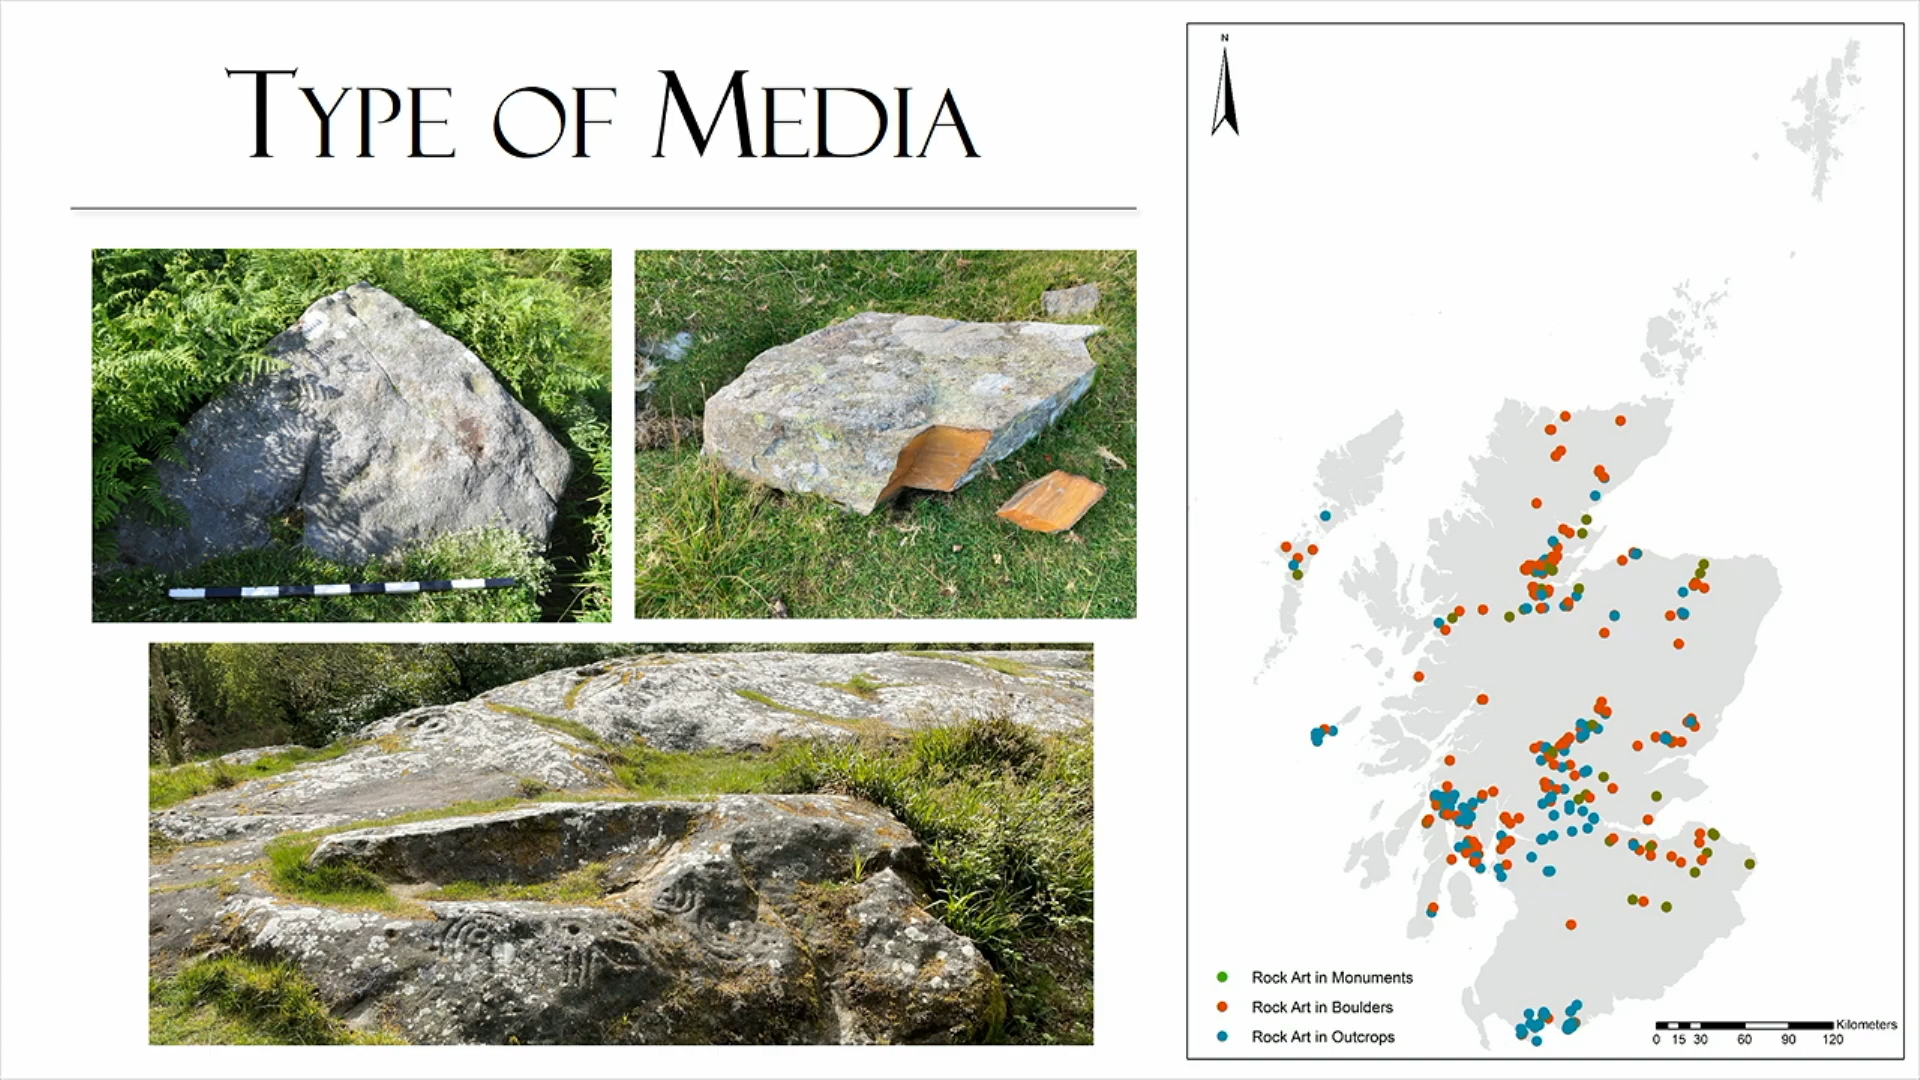 TYPE OF MEDIA
N
Rock Art in Monuments
Rock Art in Boulders
Rock Art in Outcrops
Kilometers
0 15 30 60 90 120